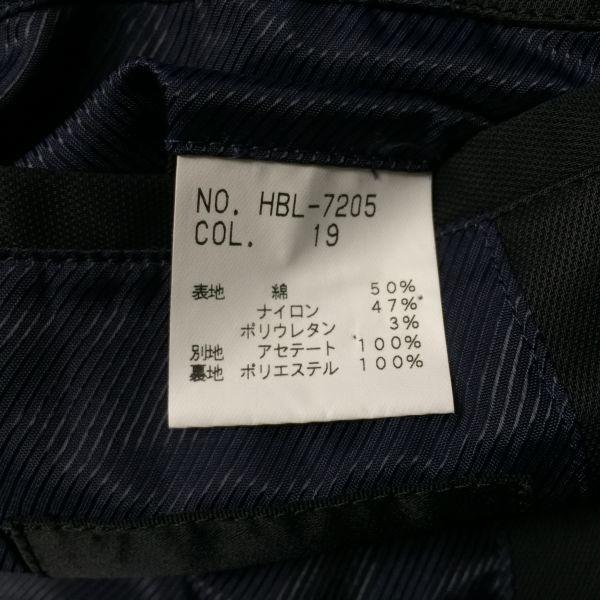 NO. HBL-7205
COL. 19
表地 綿 50%
ナイロン 47%
ポリウレタン 3%
別地 アセテート 100%
裏地 ポリエステル 100%